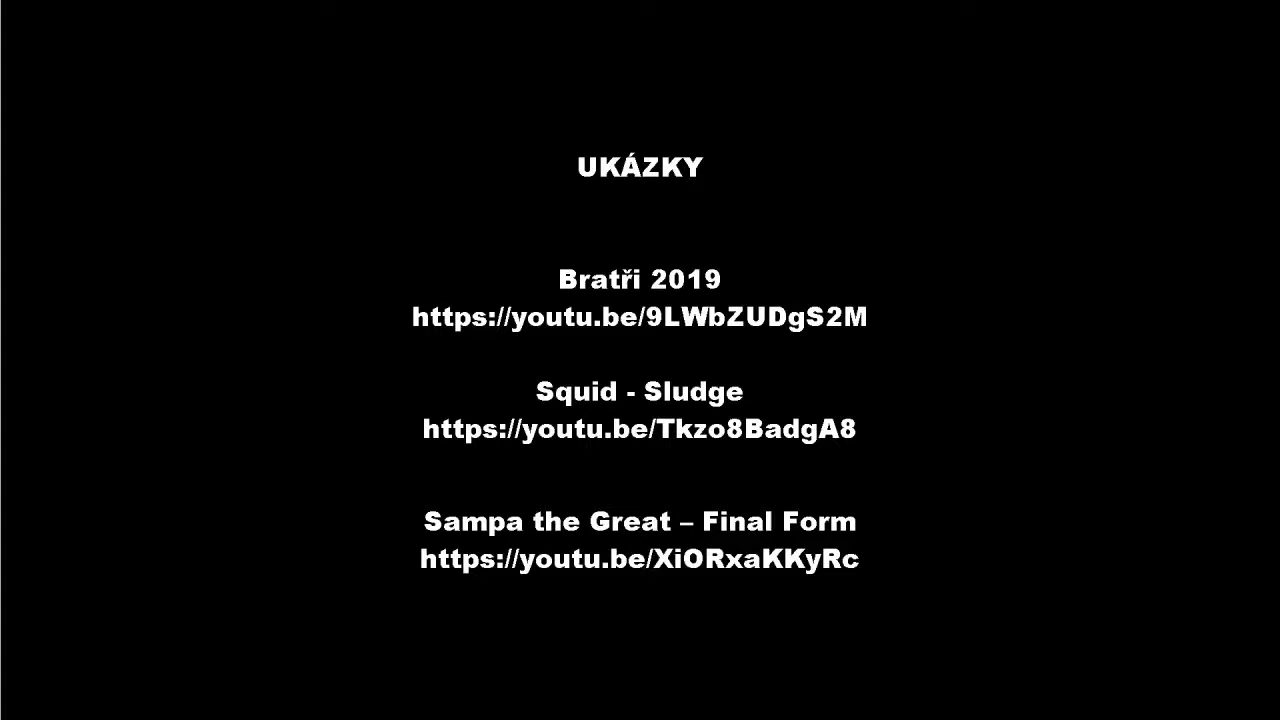 UKÁZKY
Bratři 2019
https://youtu.be/9LWbZUDgS2M
Squid - Sludge
https://youtu.be/Tkzo8BadgA8
Sampa the Great – Final Form
https://youtu.be/XiORxaKKyRc